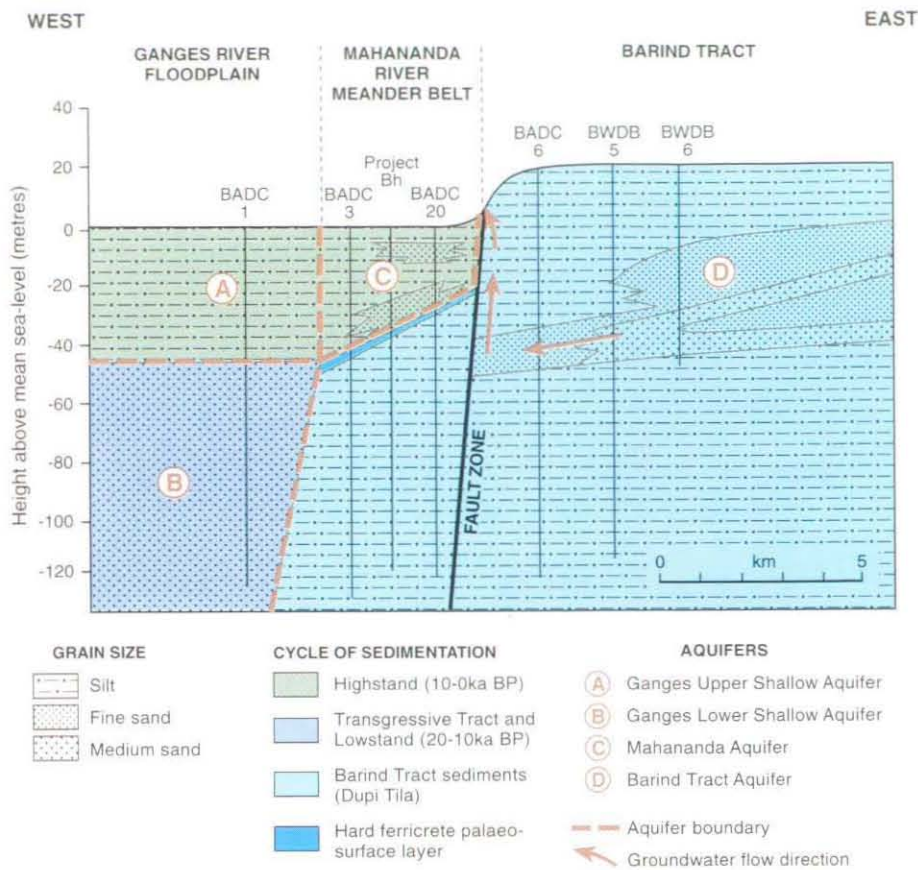 WEST
EAST
GANGES RIVER
FLOODPLAIN
MAHANANDA
RIVER
MEANDER BELT
BARIND TRACT
Height above mean sea-level (metres)
40
20
0
-20
-40
-60
-80
-100
-120
BADC
1
BADC
3
Project
Bh
BADC
20
BADC
6
BWDB
5
BWDB
6
A
C
D
B
FAULT ZONE
0 km 5
GRAIN SIZE
Silt
Fine sand
Medium sand
CYCLE OF SEDIMENTATION
Highstand (10-0ka BP)
Transgressive Tract and
Lowstand (20-10ka BP)
Barind Tract sediments
(Dupi Tila)
Hard ferricrete palaeo-
surface layer
AQUIFERS
A Ganges Upper Shallow Aquifer
B Ganges Lower Shallow Aquifer
C Mahananda Aquifer
D Barind Tract Aquifer
Aquifer boundary
Groundwater flow direction